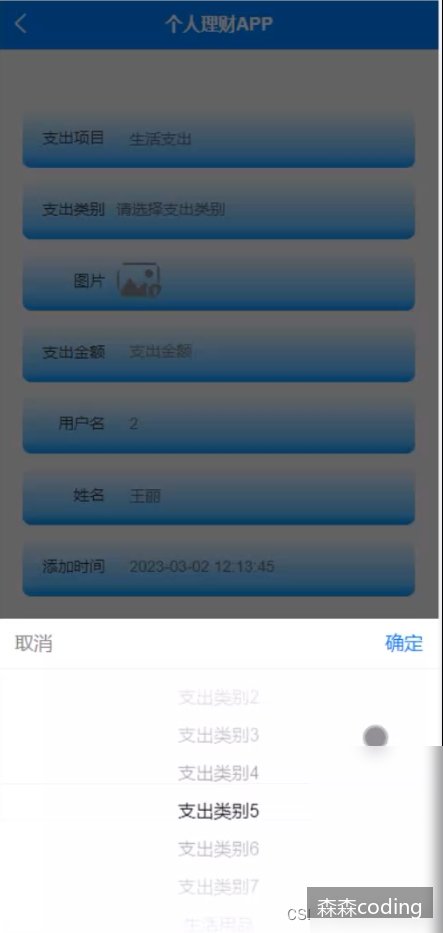 个人理财APP
支出项目 生活支出
支出类别 请选择支出类别
图片
支出金额 支出金额
用户名 2
姓名 王丽
添加时间 2023-03-02 12:13:45
取消 确定
支出类别2
支出类别3
支出类别4
支出类别5
支出类别6
支出类别7
生活用品
森森coding